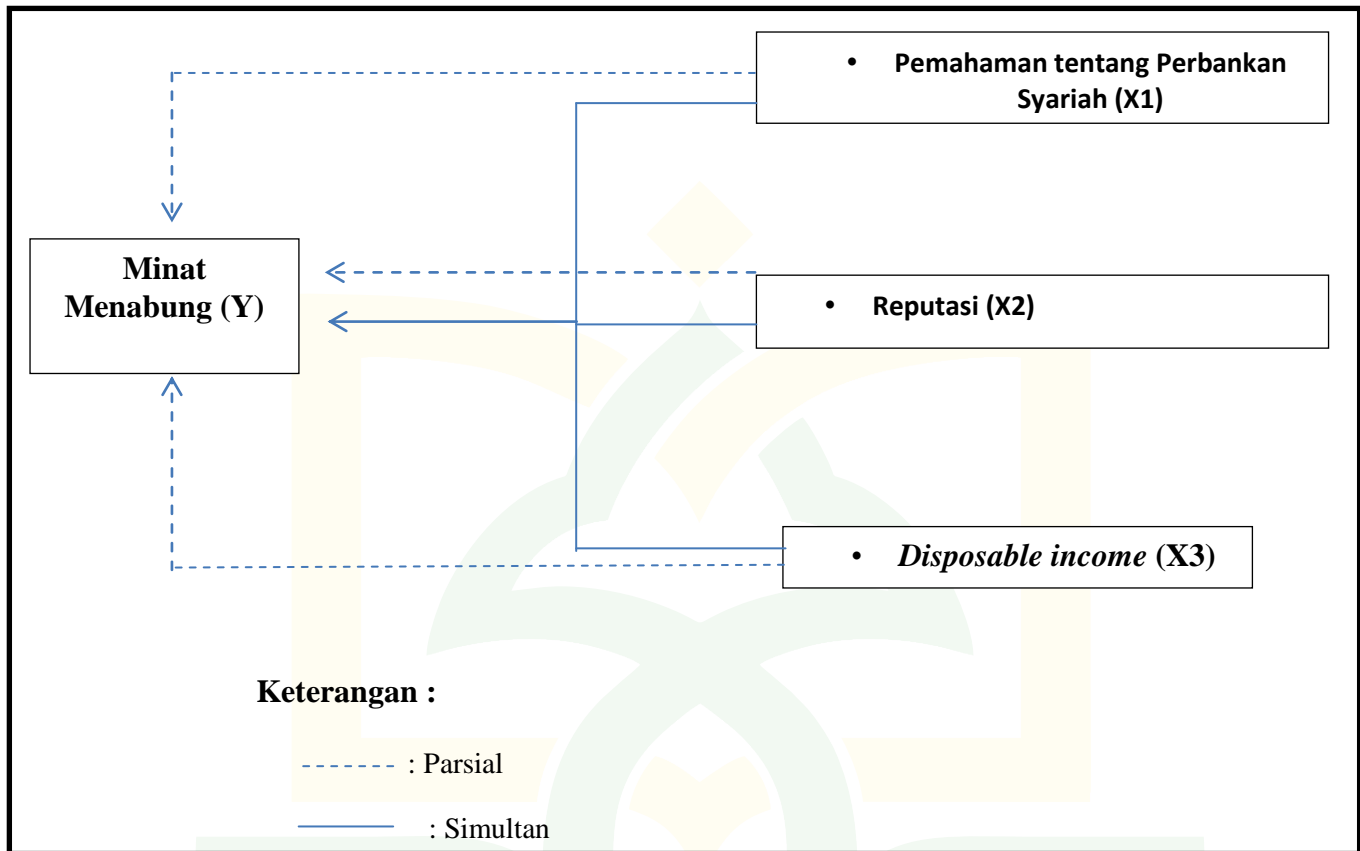 • Pemahaman tentang Perbankan
Syariah (X1)
Minat
Menabung (Y)
• Reputasi (X2)
• Disposable income (X3)
Keterangan :
: Parsial
: Simultan